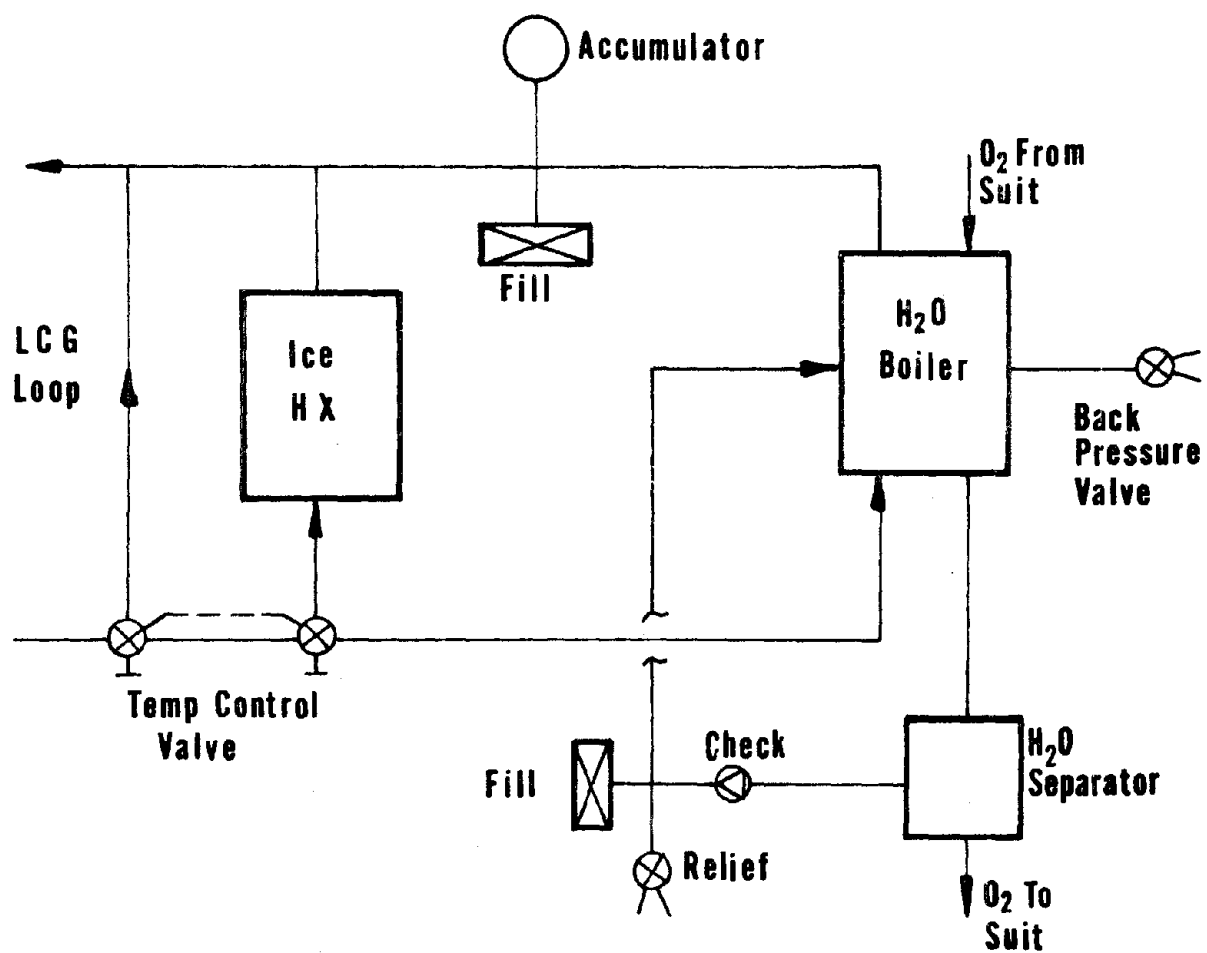 Accumulator
O₂ From
Suit
Fill
LCG
Loop
Ice
HX
H₂O
Boiler
Back
Pressure
Valve
Temp Control
Valve
Check
H₂O
Separator
Fill
Relief
O₂ To
Suit